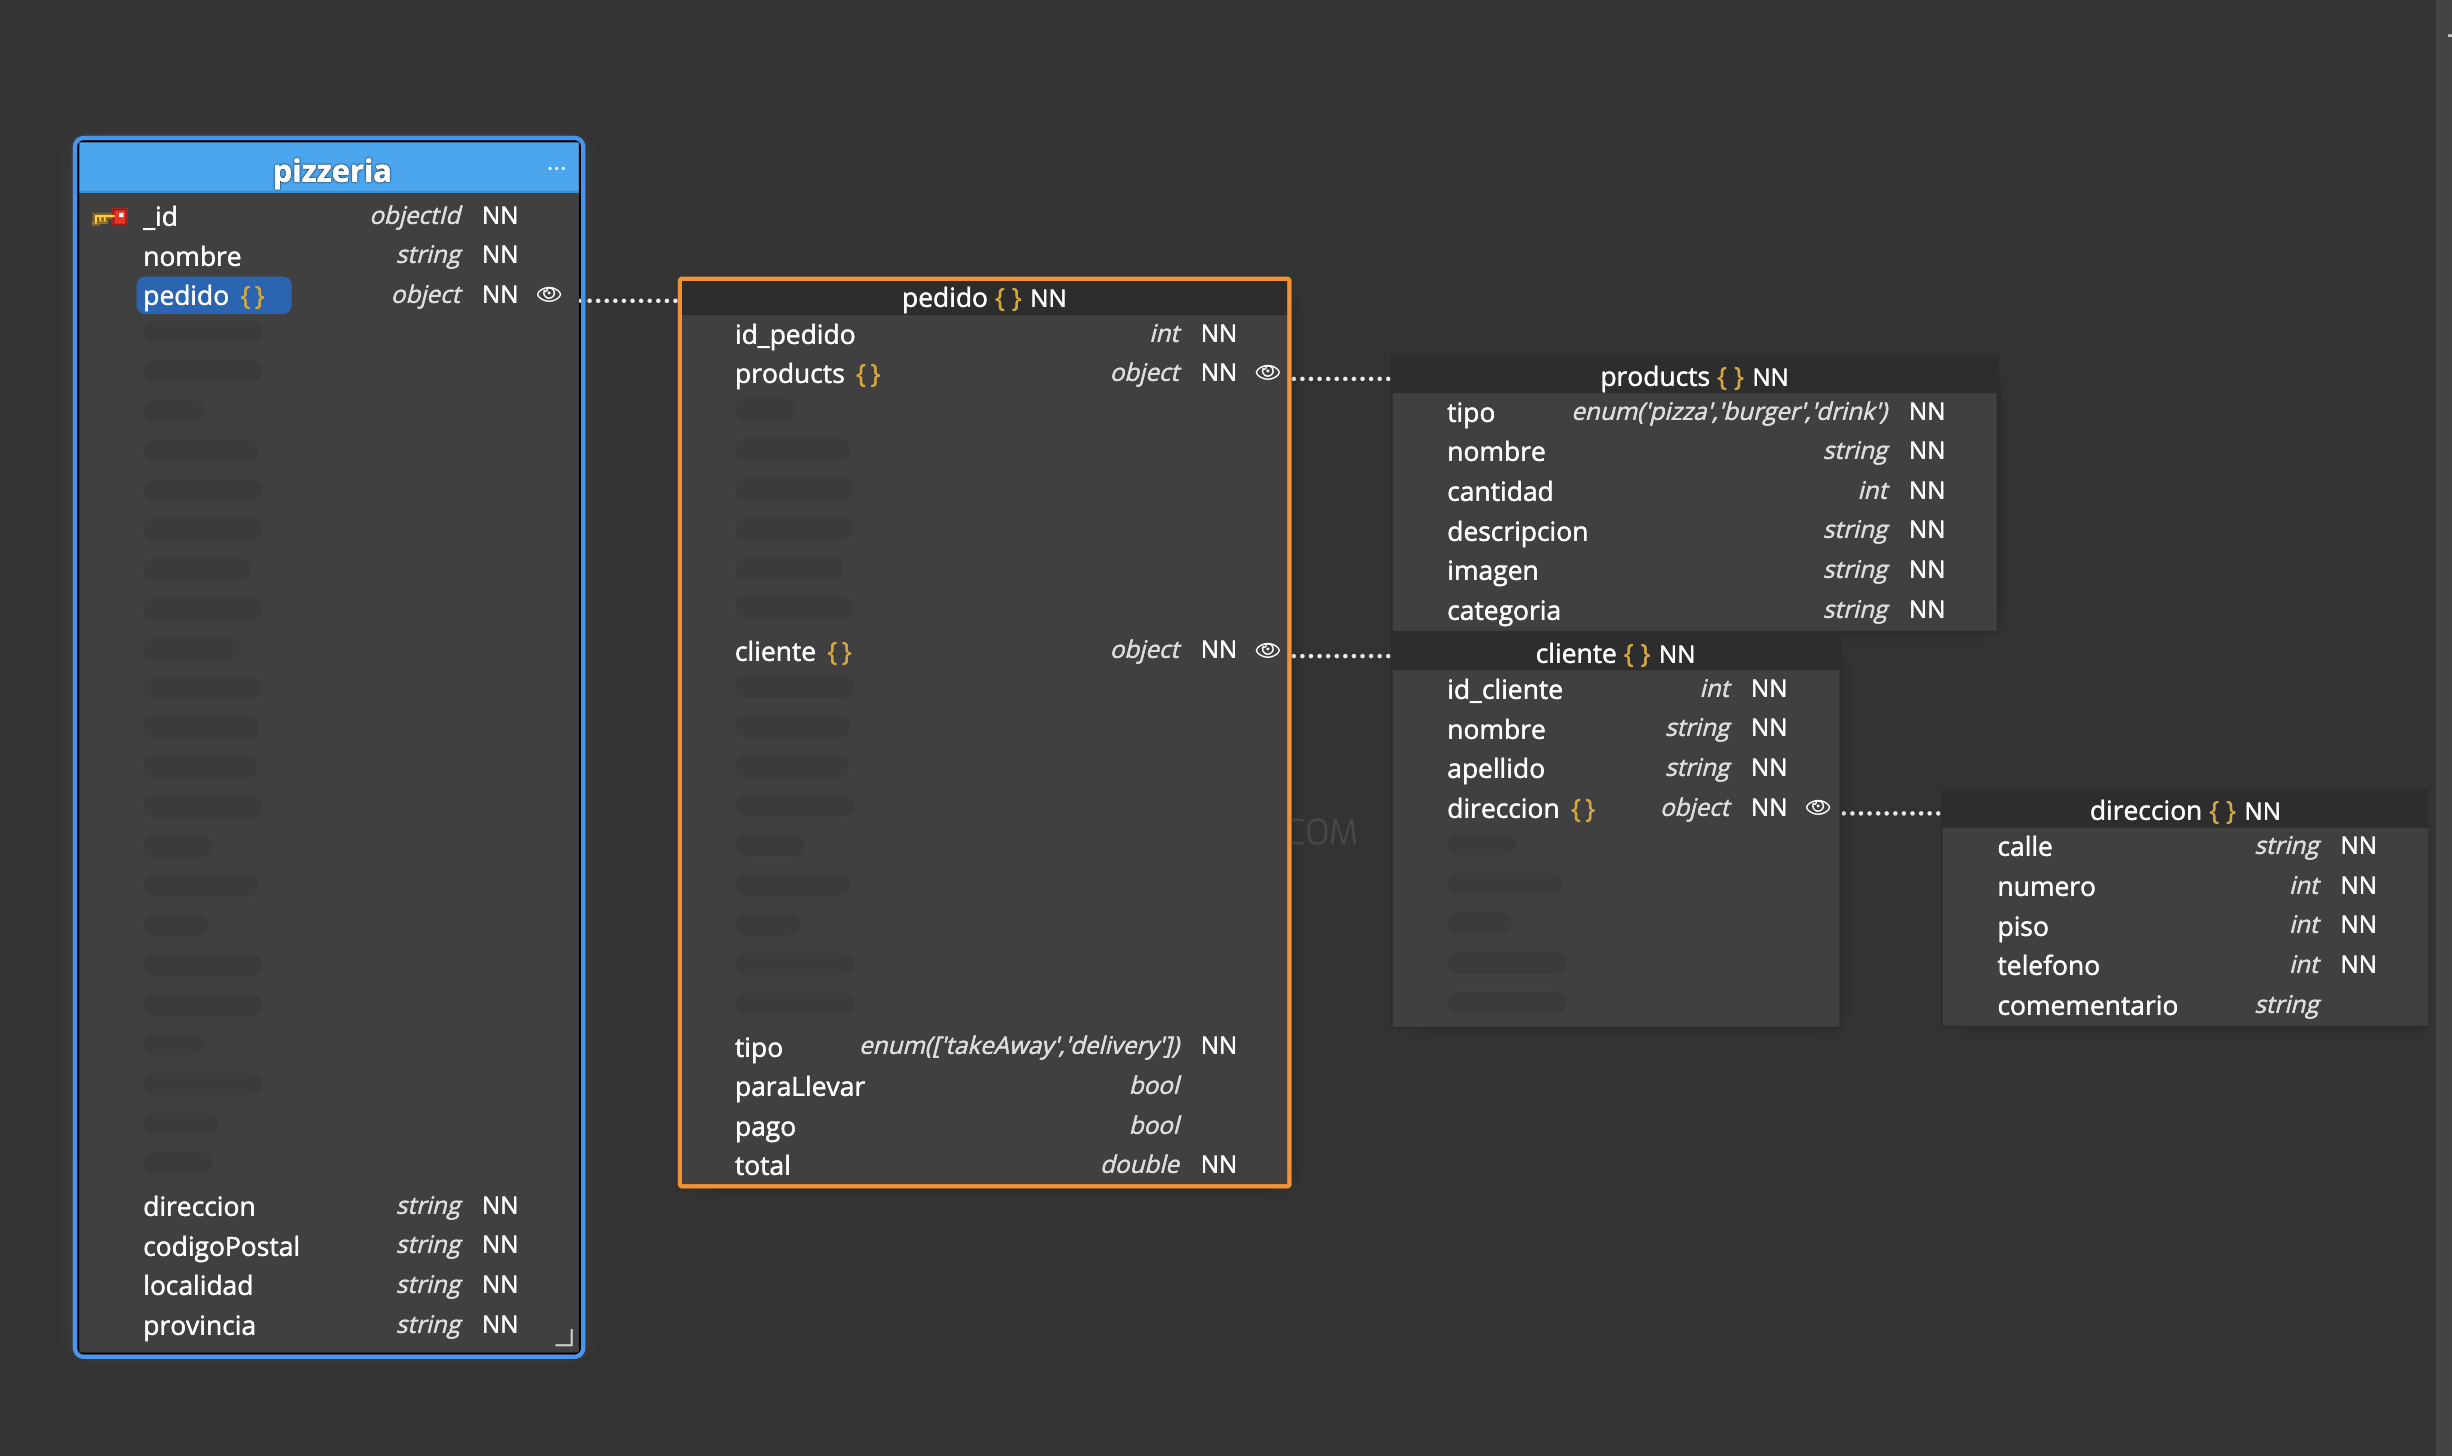 pizzeria ...
_id objectId NN
nombre string NN
pedido {} object NN
direccion string NN
codigoPostal string NN
localidad string NN
provincia string NN
pedido { } NN
id_pedido int NN
products {} object NN
cliente {} object NN
tipo enum(['takeAway','delivery']) NN
paraLlevar bool
pago bool
total double NN
products { } NN
tipo enum('pizza','burger','drink') NN
nombre string NN
cantidad int NN
descripcion string NN
imagen string NN
categoria string NN
cliente { } NN
id_cliente int NN
nombre string NN
apellido string NN
direccion {} object NN
COM
direccion { } NN
calle string NN
numero int NN
piso int NN
telefono int NN
comementario string